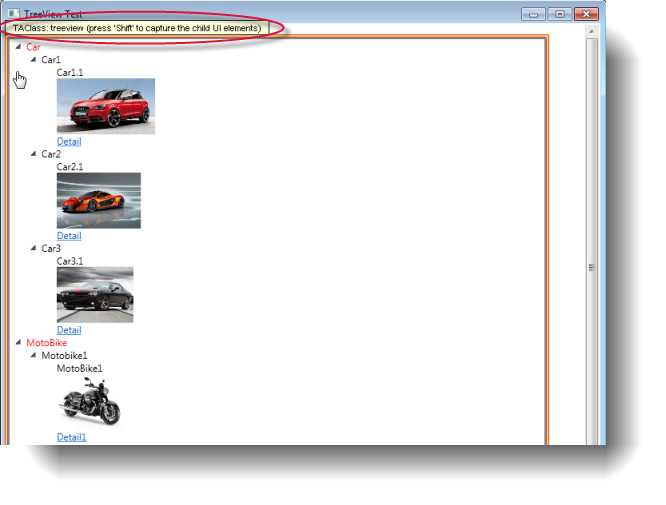 TreeView Test
TAClass: treeview (press 'Shift' to capture the child UI elements)
Car
Car1
Car1.1
Detail
Car2
Car2.1
Detail
Car3
Car3.1
Detail
MotoBike
Motobike1
MotoBike1
Detail1